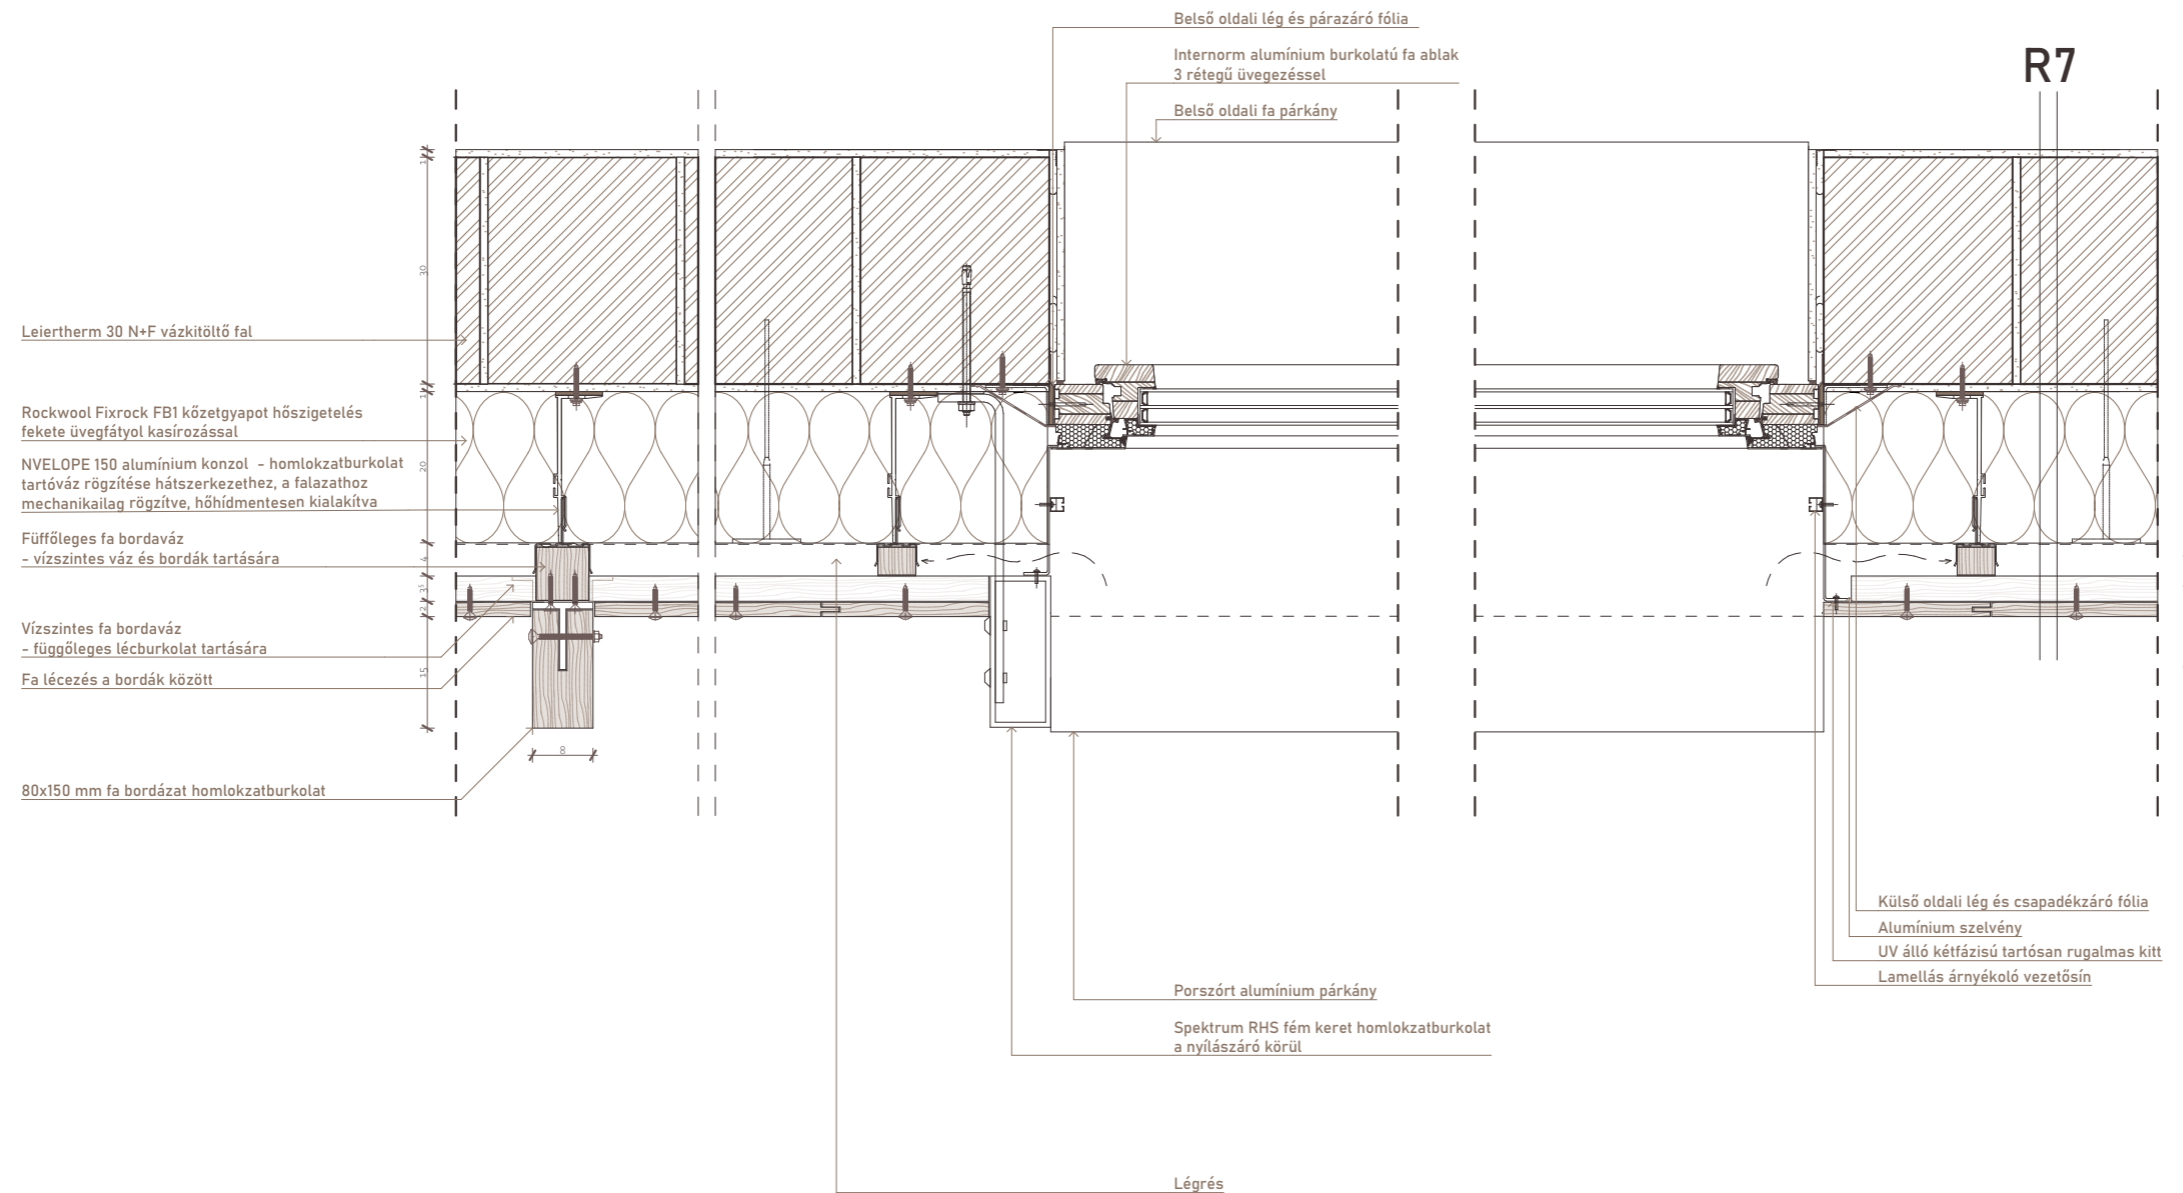 Belső oldali lég és párazáró fólia
Internorm alumínium burkolatú fa ablak
3 rétegű üvegezéssel
Belső oldali fa párkány
R7
Leiertherm 30 N+F vázkitöltő fal
Rockwool Fixrock FB1 kőzetgyapot hőszigetelés
fekete üvegfátyol kasírozással
NVELOPE 150 alumínium konzol - homlokzatburkolat
tartóváz rögzítése hátszerkezethez, a falazathoz
mechanikailag rögzítve, hőhídmentesen kialakítva
Füffőleges fa bordaváz
- vízszintes váz és bordák tartására
Vízszintes fa bordaváz
- függőleges lécburkolat tartására
Fa lécezés a bordák között
80x150 mm fa bordázat homlokzatburkolat
1
30
1
20
4
3⁵
2
15
8
Külső oldali lég és csapadékzáró fólia
Alumínium szelvény
UV álló kétfázisú tartósan rugalmas kitt
Lamellás árnyékoló vezetősín
Porszórt alumínium párkány
Spektrum RHS fém keret homlokzatburkolat
a nyílászáró körül
Légrés